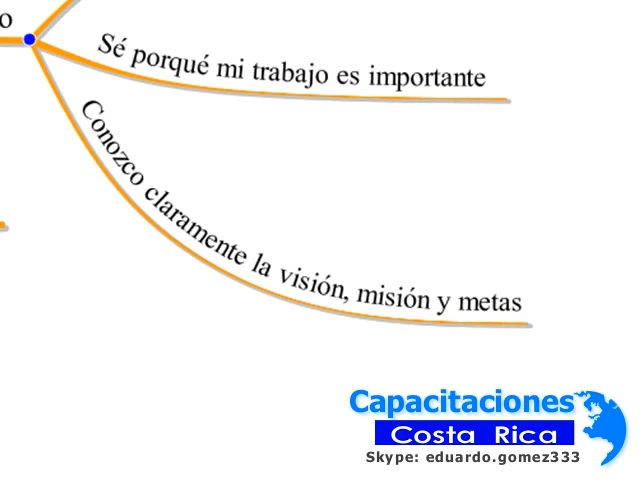 o
Sé porqué mi trabajo es importante
Conozco claramente la visión, misión y metas
Capacitaciones
Costa Rica
Skype: eduardo.gomez333